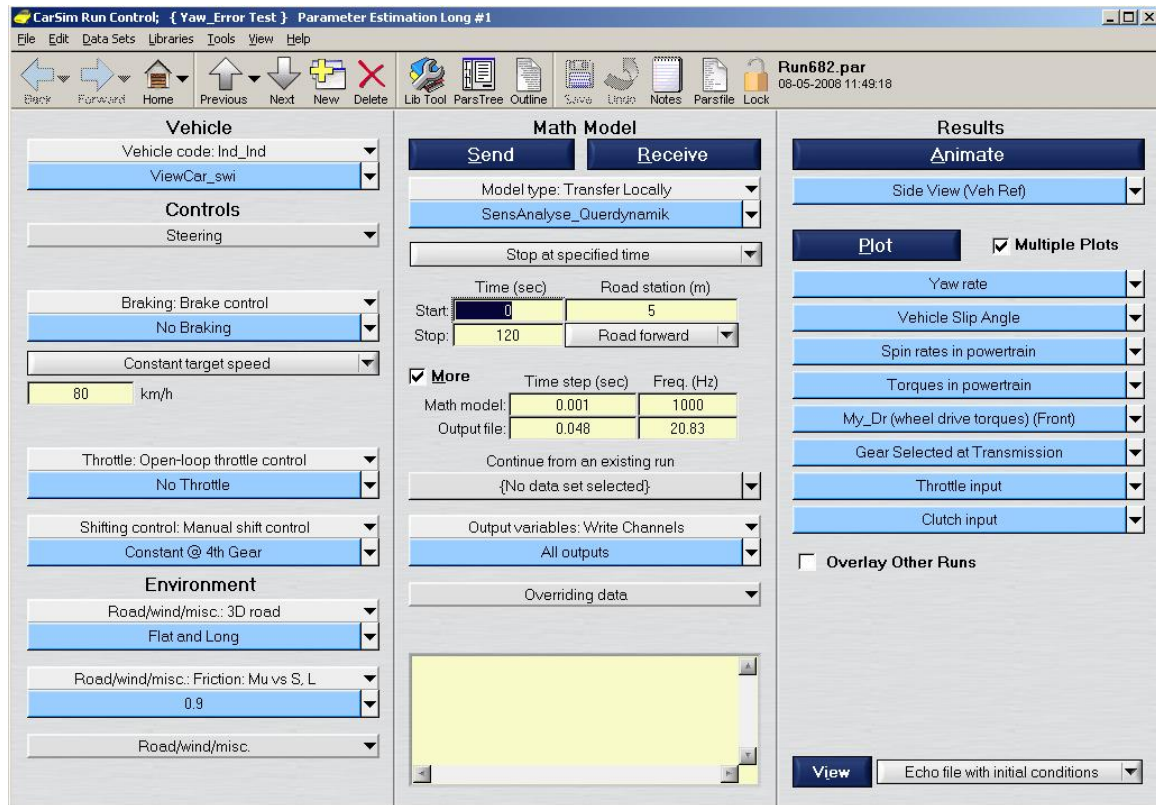 CarSim Run Control; { Yaw_Error Test } Parameter Estimation Long #1
File Edit Data Sets Libraries Tools View Help
Back Forward Home Previous Next New Delete Lib Tool ParsTree Outline Save Undo Notes Parsfile Lock
Run682.par
08-05-2008 11:49:18
Vehicle
Vehicle code: Ind_Ind
ViewCar_swi
Controls
Steering
Braking: Brake control
No Braking
Constant target speed
80 km/h
Throttle: Open-loop throttle control
No Throttle
Shifting control: Manual shift control
Constant @ 4th Gear
Environment
Road/wind/misc.: 3D road
Flat and Long
Road/wind/misc.: Friction: Mu vs S, L
0.9
Road/wind/misc.
Math Model
Send Receive
Model type: Transfer Locally
SensAnalyse_Querdynamik
Stop at specified time
Time (sec) Road station (m)
Start: 0 5
Stop: 120 Road forward
More Time step (sec) Freq. (Hz)
Math model: 0.001 1000
Output file: 0.048 20.83
Continue from an existing run
{No data set selected}
Output variables: Write Channels
All outputs
Overriding data
Results
Animate
Side View (Veh Ref)
Plot Multiple Plots
Yaw rate
Vehicle Slip Angle
Spin rates in powertrain
Torques in powertrain
My_Dr (wheel drive torques) (Front)
Gear Selected at Transmission
Throttle input
Clutch input
Overlay Other Runs
View Echo file with initial conditions